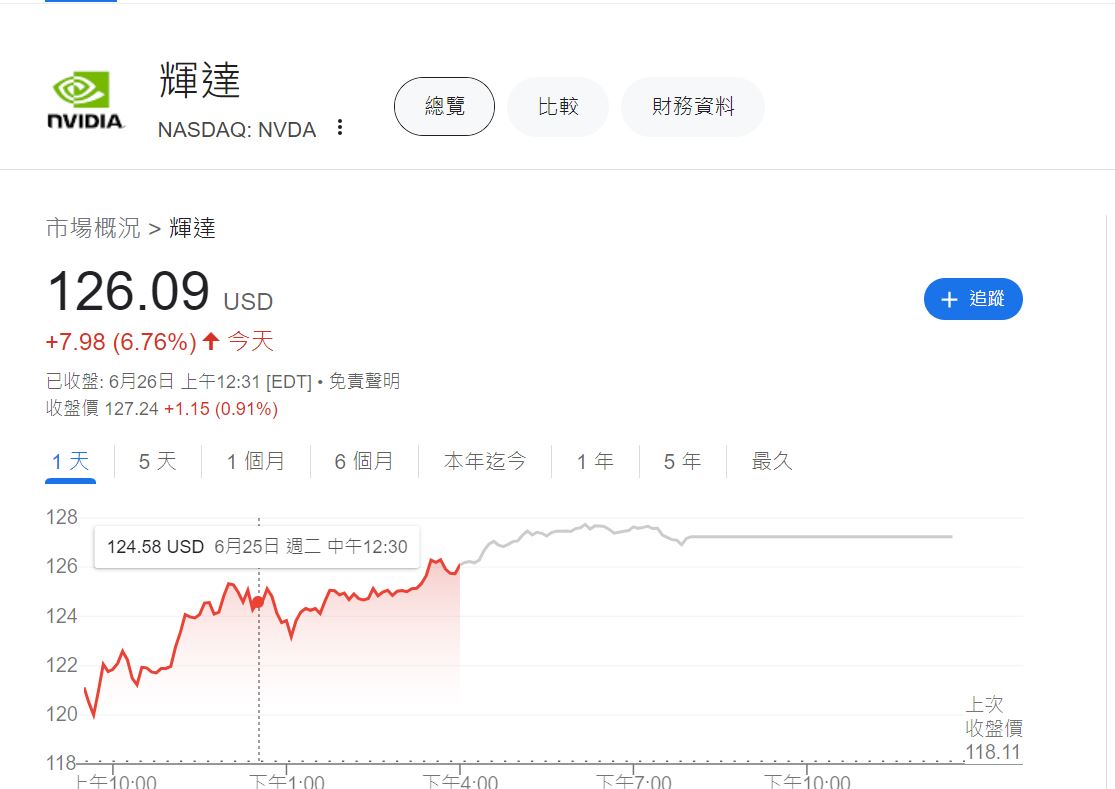 NVIDIA
輝達
NASDAQ: NVDA
總覽
比較
財務資料
市場概況 > 輝達
126.09 USD
+7.98 (6.76%) 今天
追蹤
已收盤: 6月26日 上午12:31 [EDT] • 免責聲明
收盤價 127.24 +1.15 (0.91%)
1 天
5 天
1 個月
6 個月
本年迄今
1 年
5 年
最久
128
124.58 USD 6月25日 週二 中午12:30
126
124
122
120
118
上次
收盤價
118.11
上午10:00
下午1:00
下午4:00
下午7:00
下午10:00